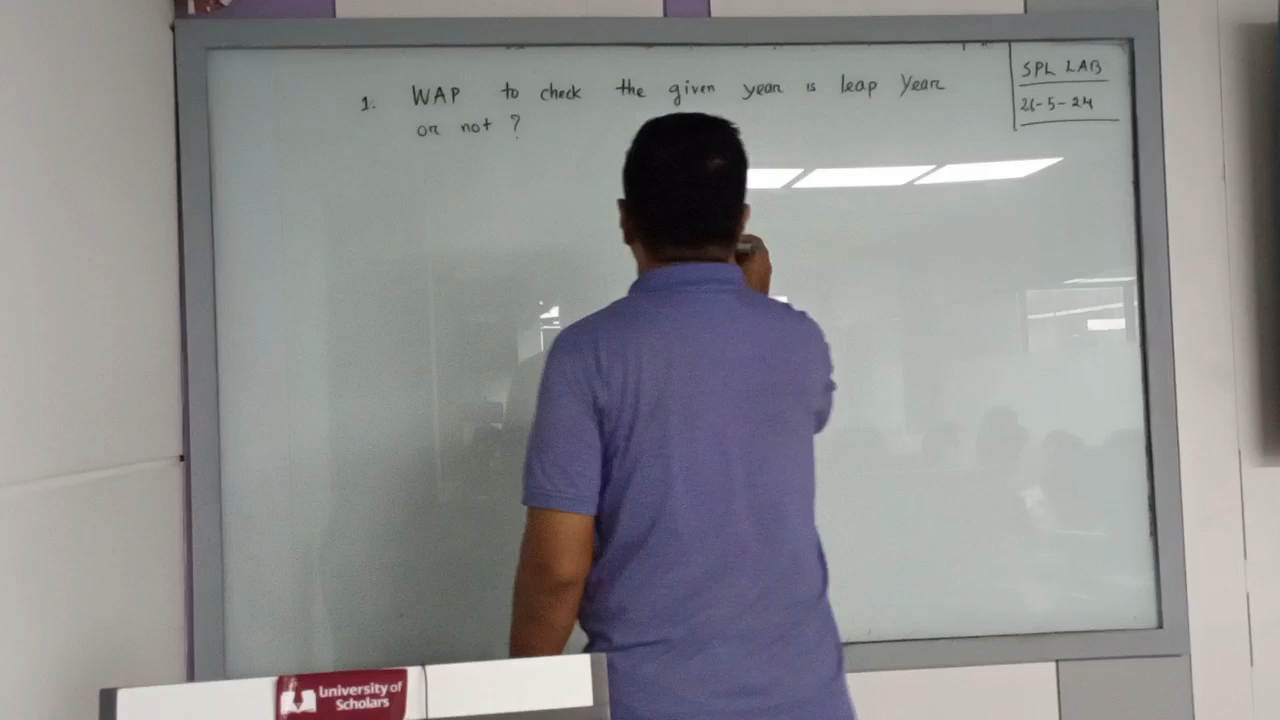 1. WAP to check the given year is leap Year
or not ?
SPL LAB
26-5-24
University of
Scholars